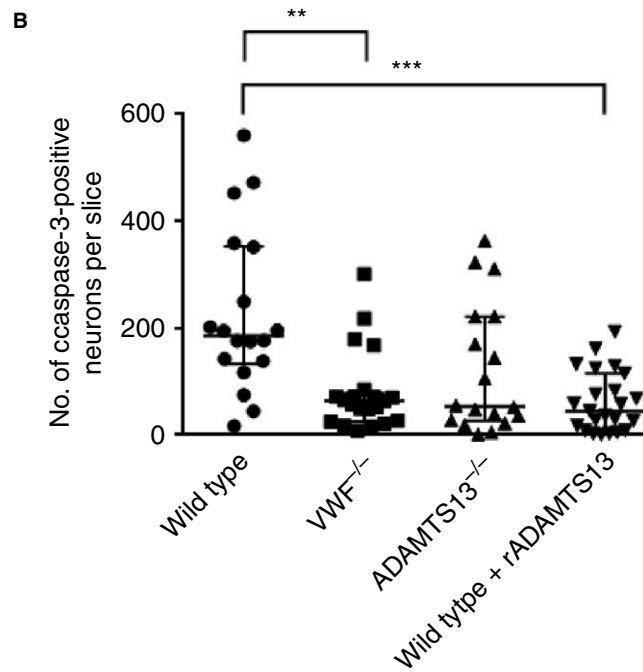 B
**
***
No. of ccaspase-3-positive
neurons per slice
600
400
200
0
Wild type
VWF−/−
ADAMTS13−/−
Wild tytpe + rADAMTS13